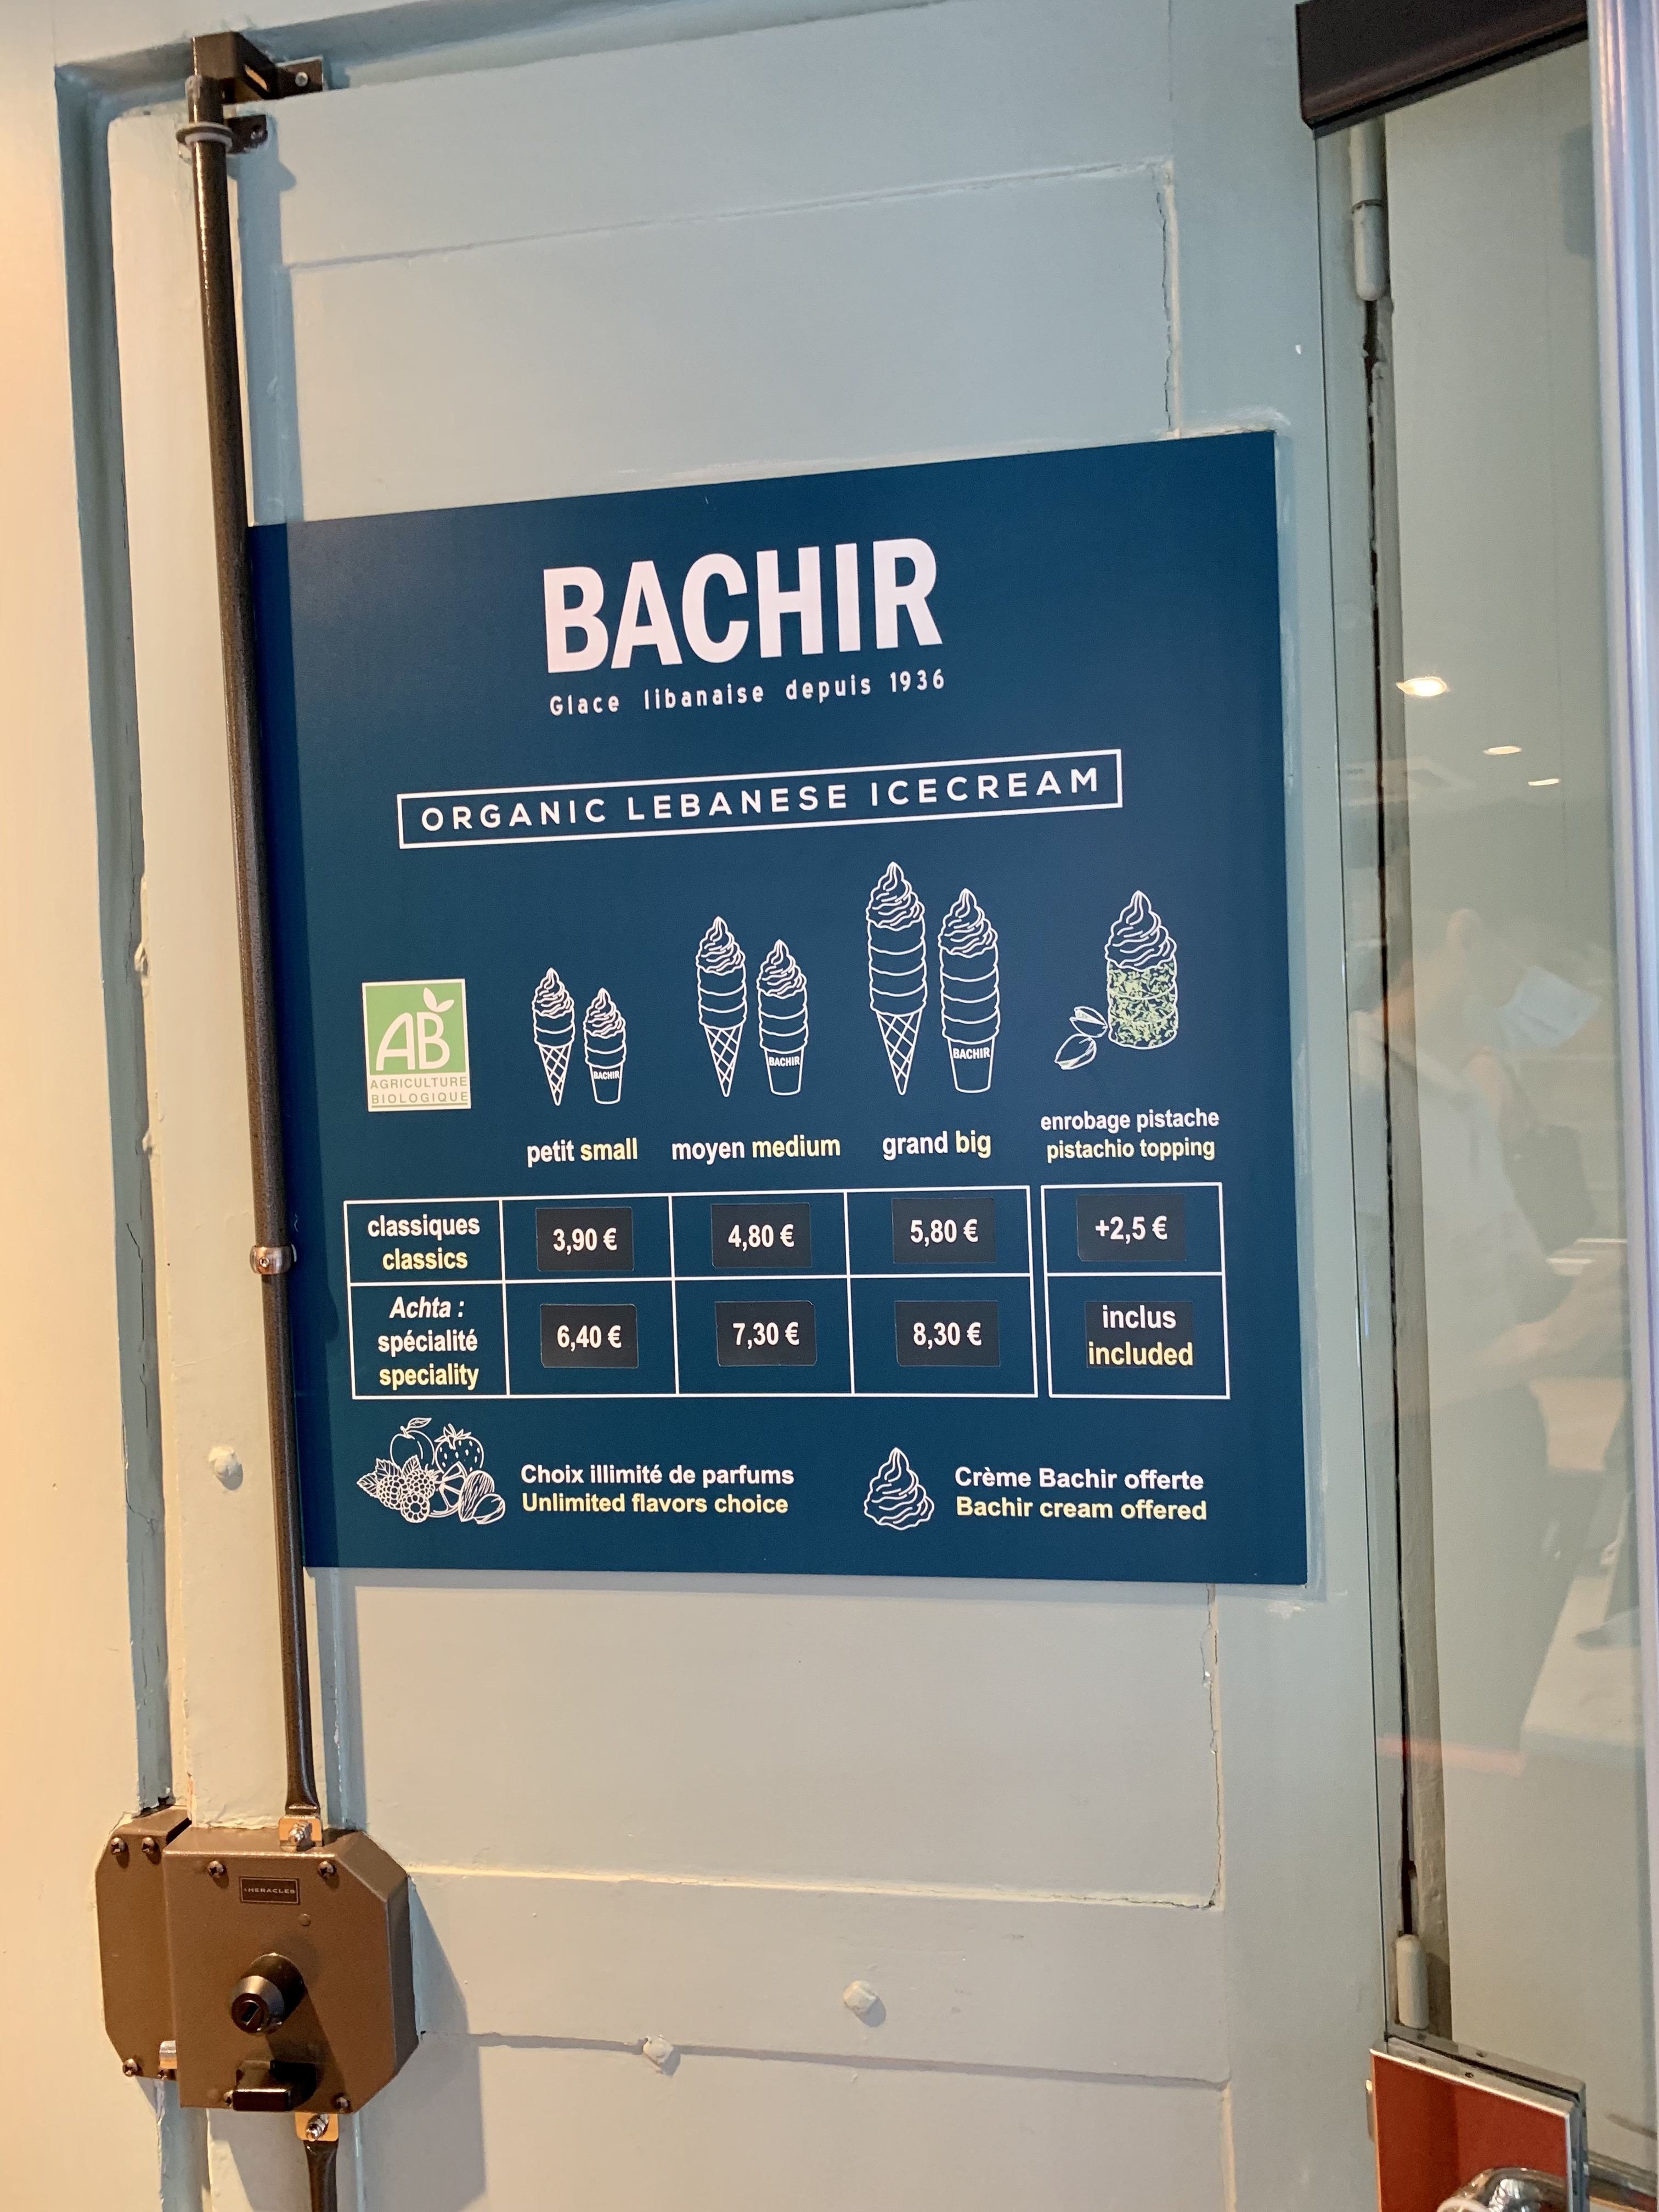 BACHIR
Glace libanaise depuis 1936
ORGANIC LEBANESE ICECREAM
AB
AGRICULTURE
BIOLOGIQUE
BACHIR
BACHIR
BACHIR
petit small
moyen medium
grand big
enrobage pistache
pistachio topping
classiques
classics
3,90 €
4,80 €
5,80 €
+2,5 €
Achta :
spécialité
speciality
6,40 €
7,30 €
8,30 €
inclus
included
Choix illimité de parfums
Unlimited flavors choice
Crème Bachir offerte
Bachir cream offered
HERACLES